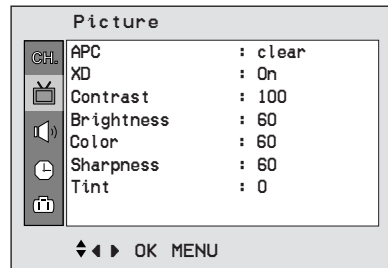 Picture
CH.
APC : clear
XD : On
Contrast : 100
Brightness : 60
Color : 60
Sharpness : 60
Tint : 0
OK MENU